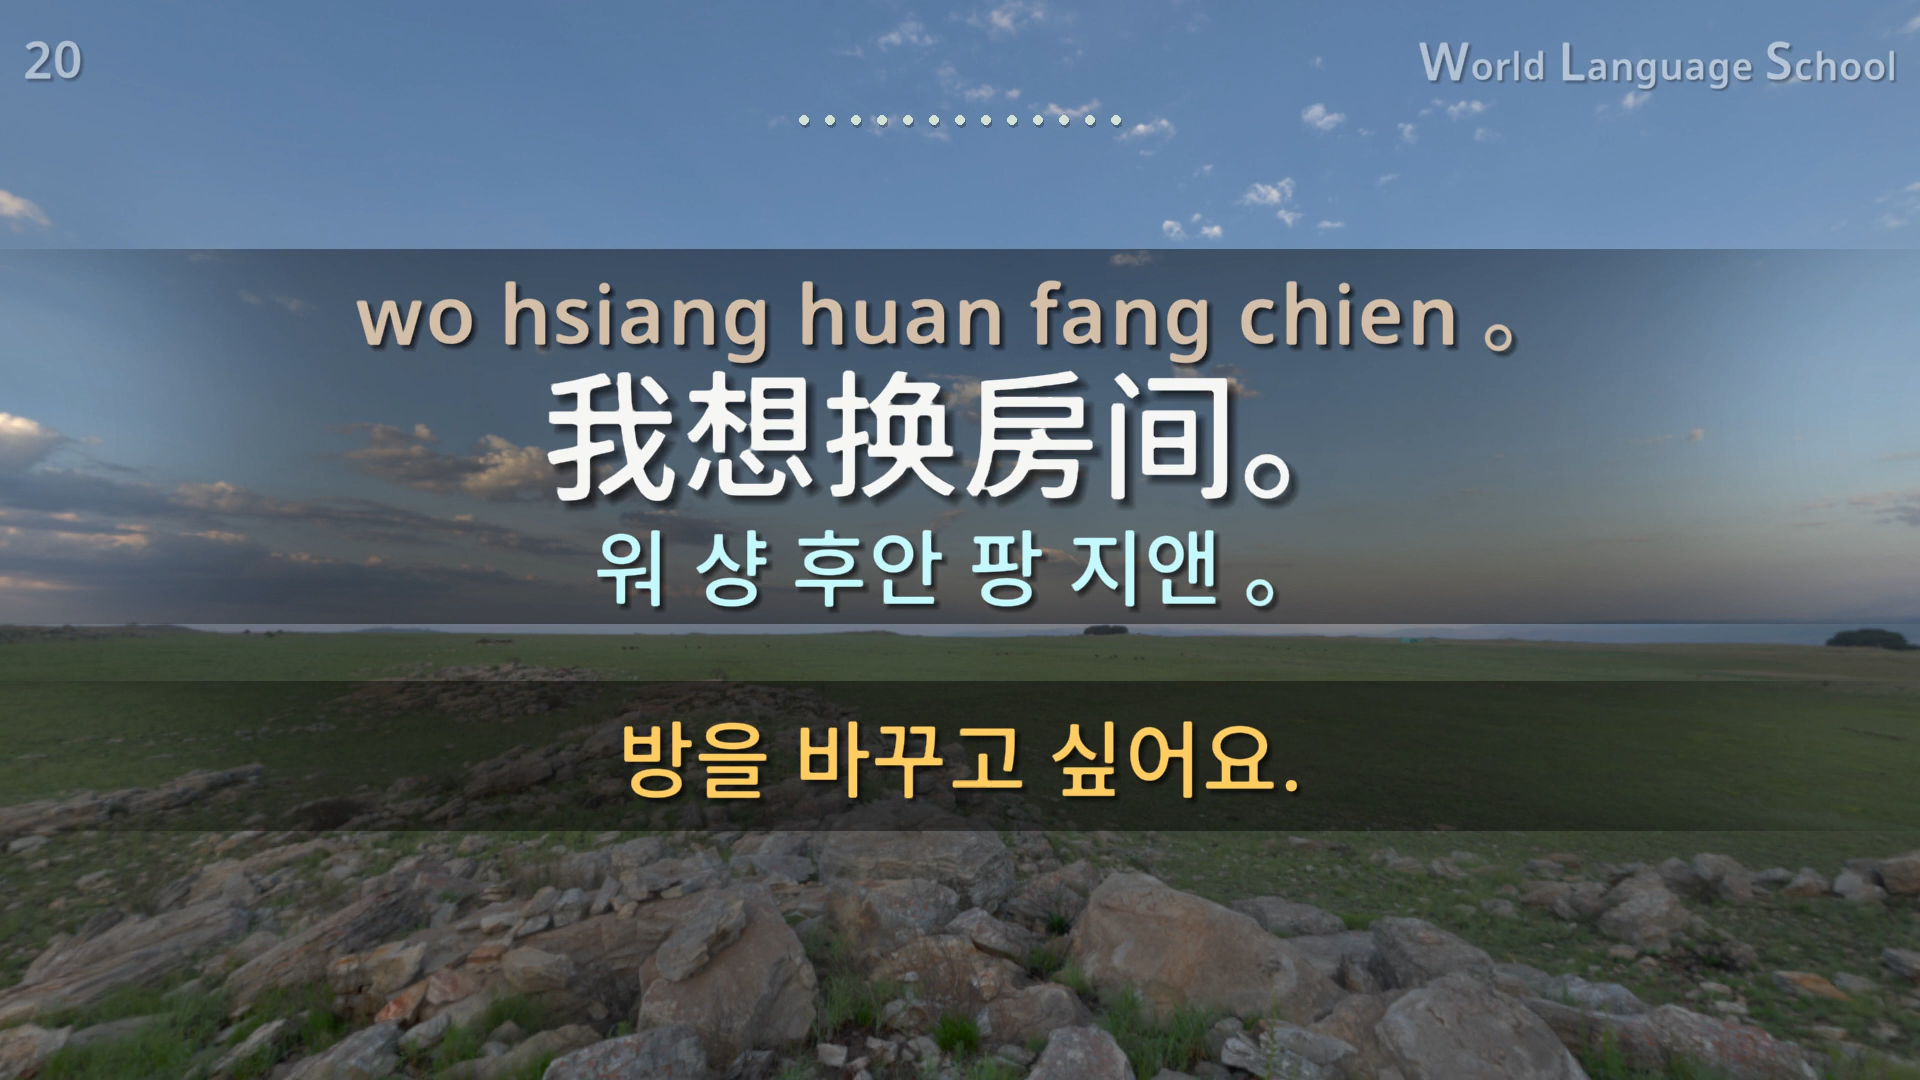 20
World Language School
wo hsiang huan fang chien 。
我想换房间。
워 샹 후안 팡 지앤 。
방을 바꾸고 싶어요.